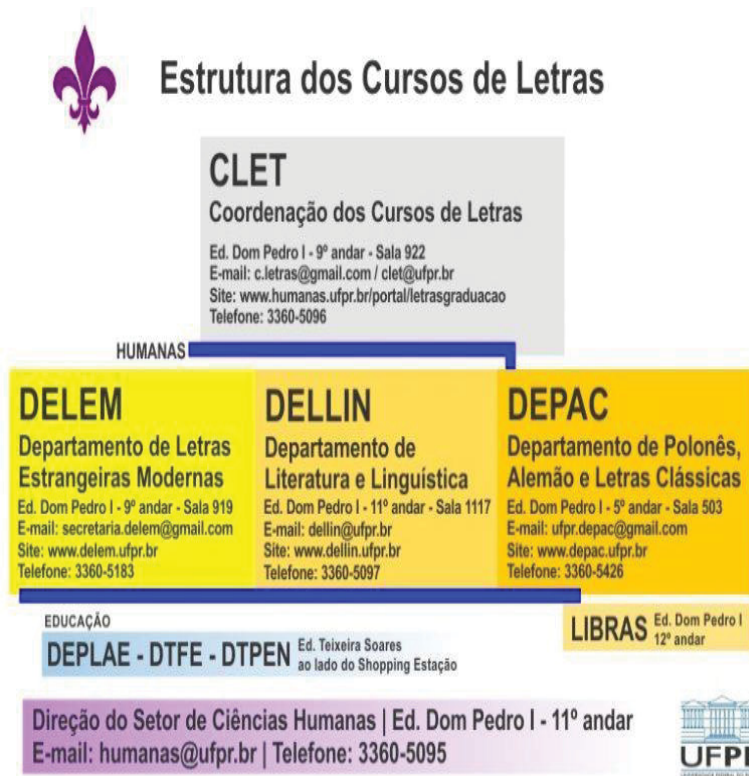 Estrutura dos Cursos de Letras
CLET
Coordenação dos Cursos de Letras
Ed. Dom Pedro I - 9º andar - Sala 922
E-mail: c.letras@gmail.com / clet@ufpr.br
Site: www.humanas.ufpr.br/portal/letrasgraduacao
Telefone: 3360-5096
HUMANAS
DELEM
Departamento de Letras
Estrangeiras Modernas
Ed. Dom Pedro I - 9º andar - Sala 919
E-mail: secretaria.delem@gmail.com
Site: www.delem.ufpr.br
Telefone: 3360-5183
DELLIN
Departamento de
Literatura e Linguística
Ed. Dom Pedro I - 11º andar - Sala 1117
E-mail: dellin@ufpr.br
Site: www.dellin.ufpr.br
Telefone: 3360-5097
DEPAC
Departamento de Polonês,
Alemão e Letras Clássicas
Ed. Dom Pedro I - 5º andar - Sala 503
E-mail: ufpr.depac@gmail.com
Site: www.depac.ufpr.br
Telefone: 3360-5426
EDUCAÇÃO
DEPLAE - DTFE - DTPEN
Ed. Teixeira Soares
ao lado do Shopping Estação
LIBRAS
Ed. Dom Pedro I
12º andar
Direção do Setor de Ciências Humanas | Ed. Dom Pedro I - 11º andar
E-mail: humanas@ufpr.br | Telefone: 3360-5095
UFPR